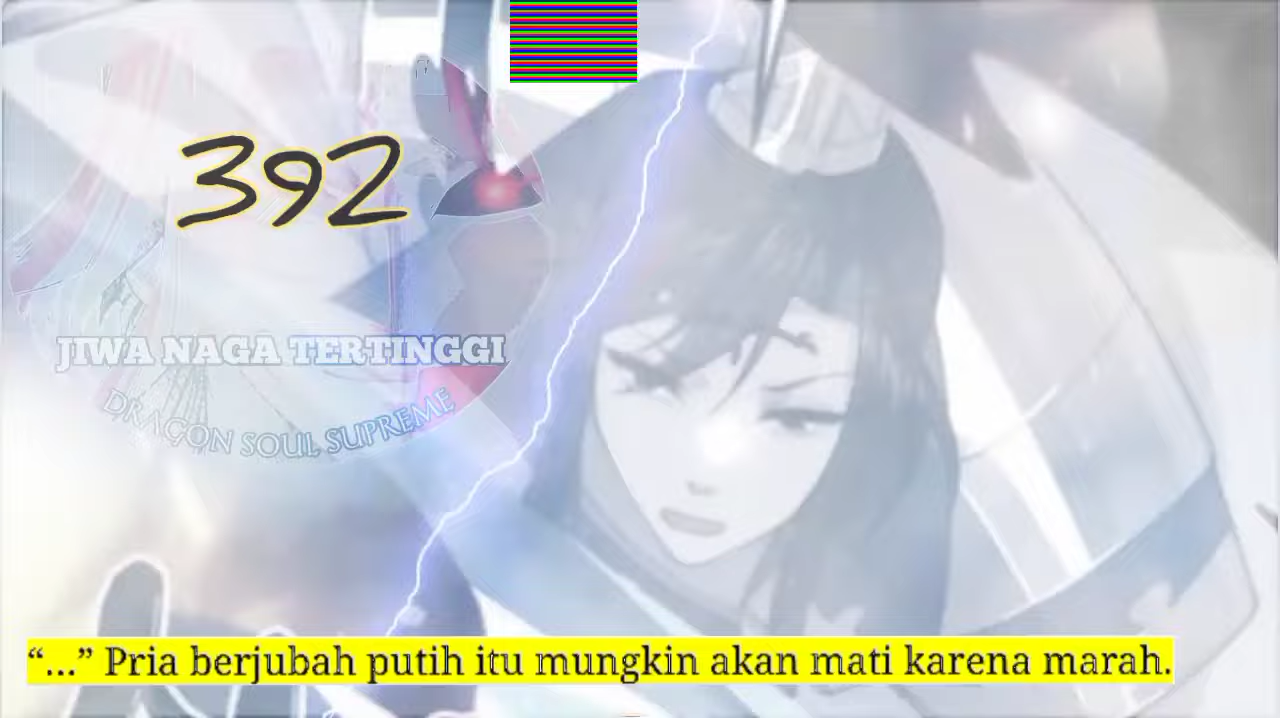 392
JIWA NAGA TERTINGGI
DRAGON SOUL SUPREME
“...” Pria berjubah putih itu mungkin akan mati karena marah.